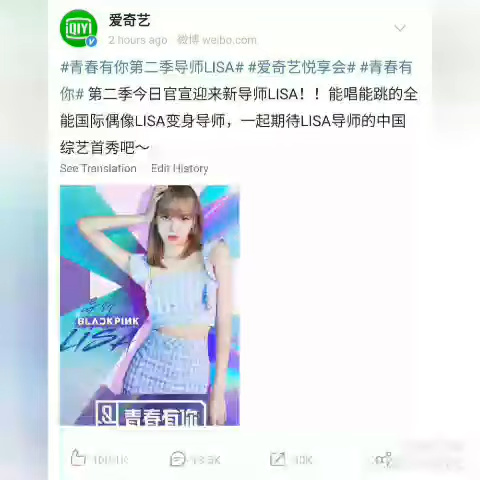 iQIYI
爱奇艺
2 hours ago 微博 weibo.com
#青春有你第二季导师LISA# #爱奇艺悦享会# #青春有
你# 第二季今日官宣迎来新导师LISA！！能唱能跳的全
能国际偶像LISA变身导师，一起期待LISA导师的中国
综艺首秀吧～
See Translation Edit History
BLACKPINK
LISA
青春有你